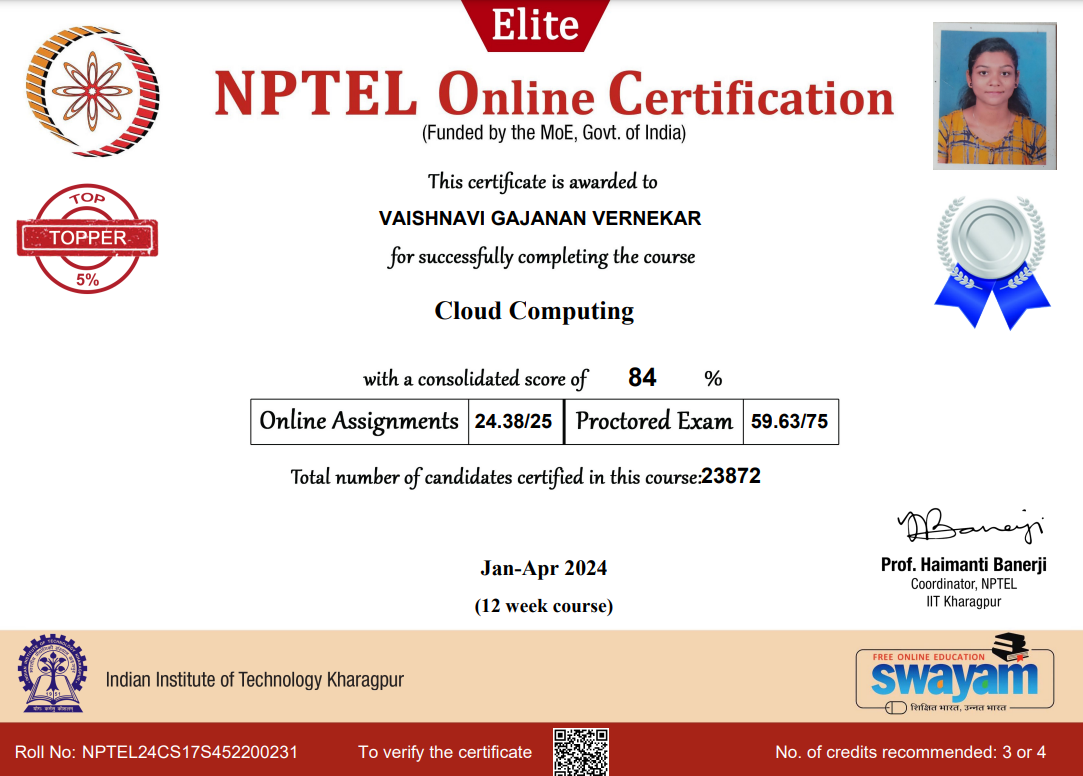 Elite
NPTEL Online Certification
(Funded by the MoE, Govt. of India)
This certificate is awarded to
VAISHNAVI GAJANAN VERNEKAR
for successfully completing the course
TOP
TOPPER
5%
Cloud Computing
with a consolidated score of 84 %
Online Assignments 24.38/25 Proctored Exam 59.63/75
Total number of candidates certified in this course:23872
Prof. Haimanti Banerji
Coordinator, NPTEL
IIT Kharagpur
Jan-Apr 2024
(12 week course)
1951
Indian Institute of Technology Kharagpur
FREE ONLINE EDUCATION
swayam
शिक्षित भारत, उन्नत भारत
Roll No: NPTEL24CS17S452200231 To verify the certificate No. of credits recommended: 3 or 4